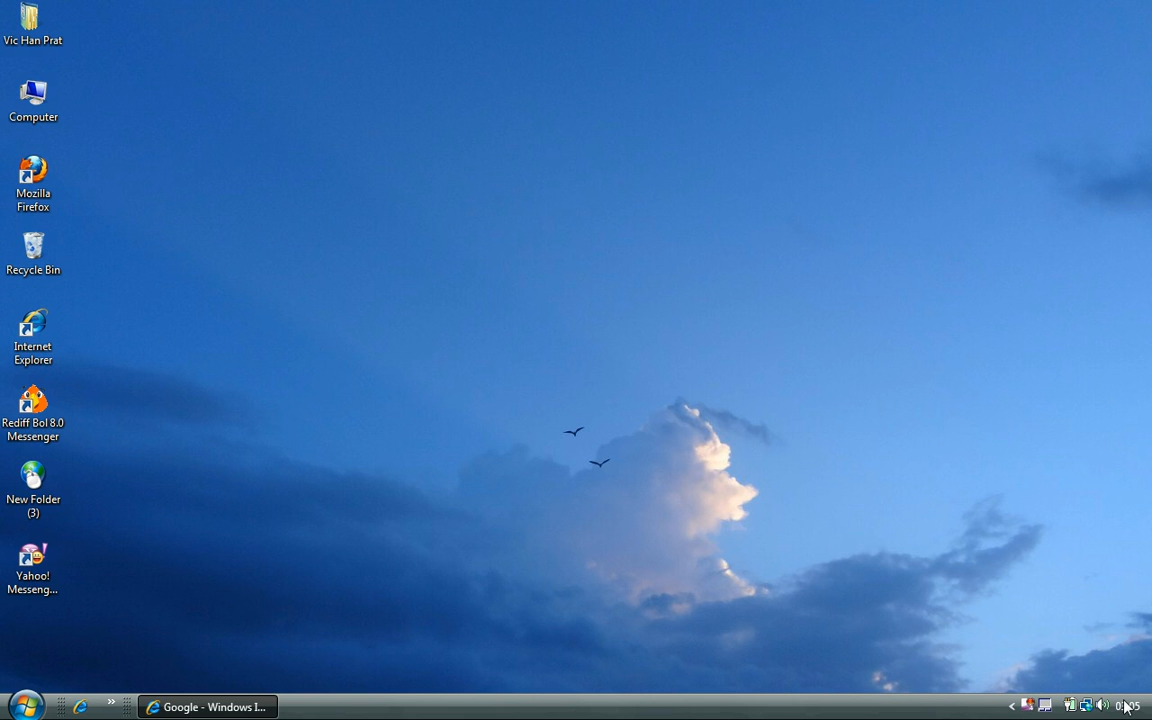 Vic Han Prat
Computer
Mozilla
Firefox
Recycle Bin
Internet
Explorer
Rediff Bol 8.0
Messenger
New Folder
(3)
Yahoo!
Messeng...
Google - Windows I...